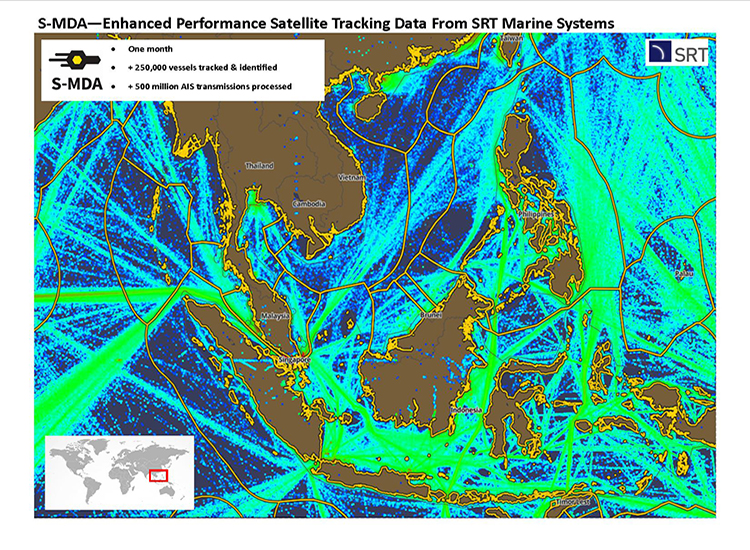 S-MDA—Enhanced Performance Satellite Tracking Data From SRT Marine Systems
S-MDA
• One month
• + 250,000 vessels tracked & identified
• + 500 million AIS transmissions processed
SRT
Taiwan
Thailand
Vietnam
Cambodia
Philippines
Palau
Malaysia
Brunei
Singapore
Indonesia
Timor-Leste